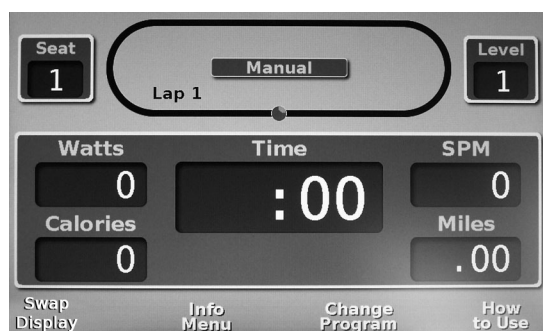 Seat
1
Manual
Lap 1
Level
1
Watts
0
Time
:00
SPM
0
Calories
0
Miles
.00
Swap
Display
Info
Menu
Change
Program
How
to Use